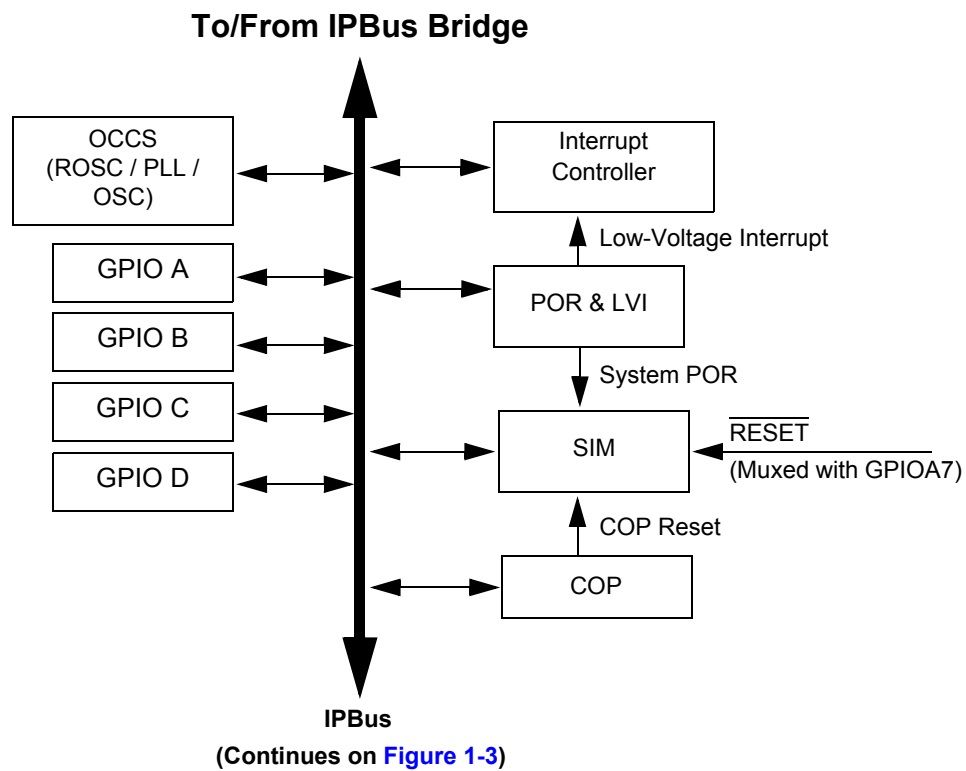 To/From IPBus Bridge
OCCS
(ROSC / PLL /
OSC)
GPIO A
GPIO B
GPIO C
GPIO D
Interrupt
Controller
Low-Voltage Interrupt
POR & LVI
System POR
SIM
RESET
(Muxed with GPIOA7)
COP Reset
COP
IPBus
(Continues on Figure 1-3)